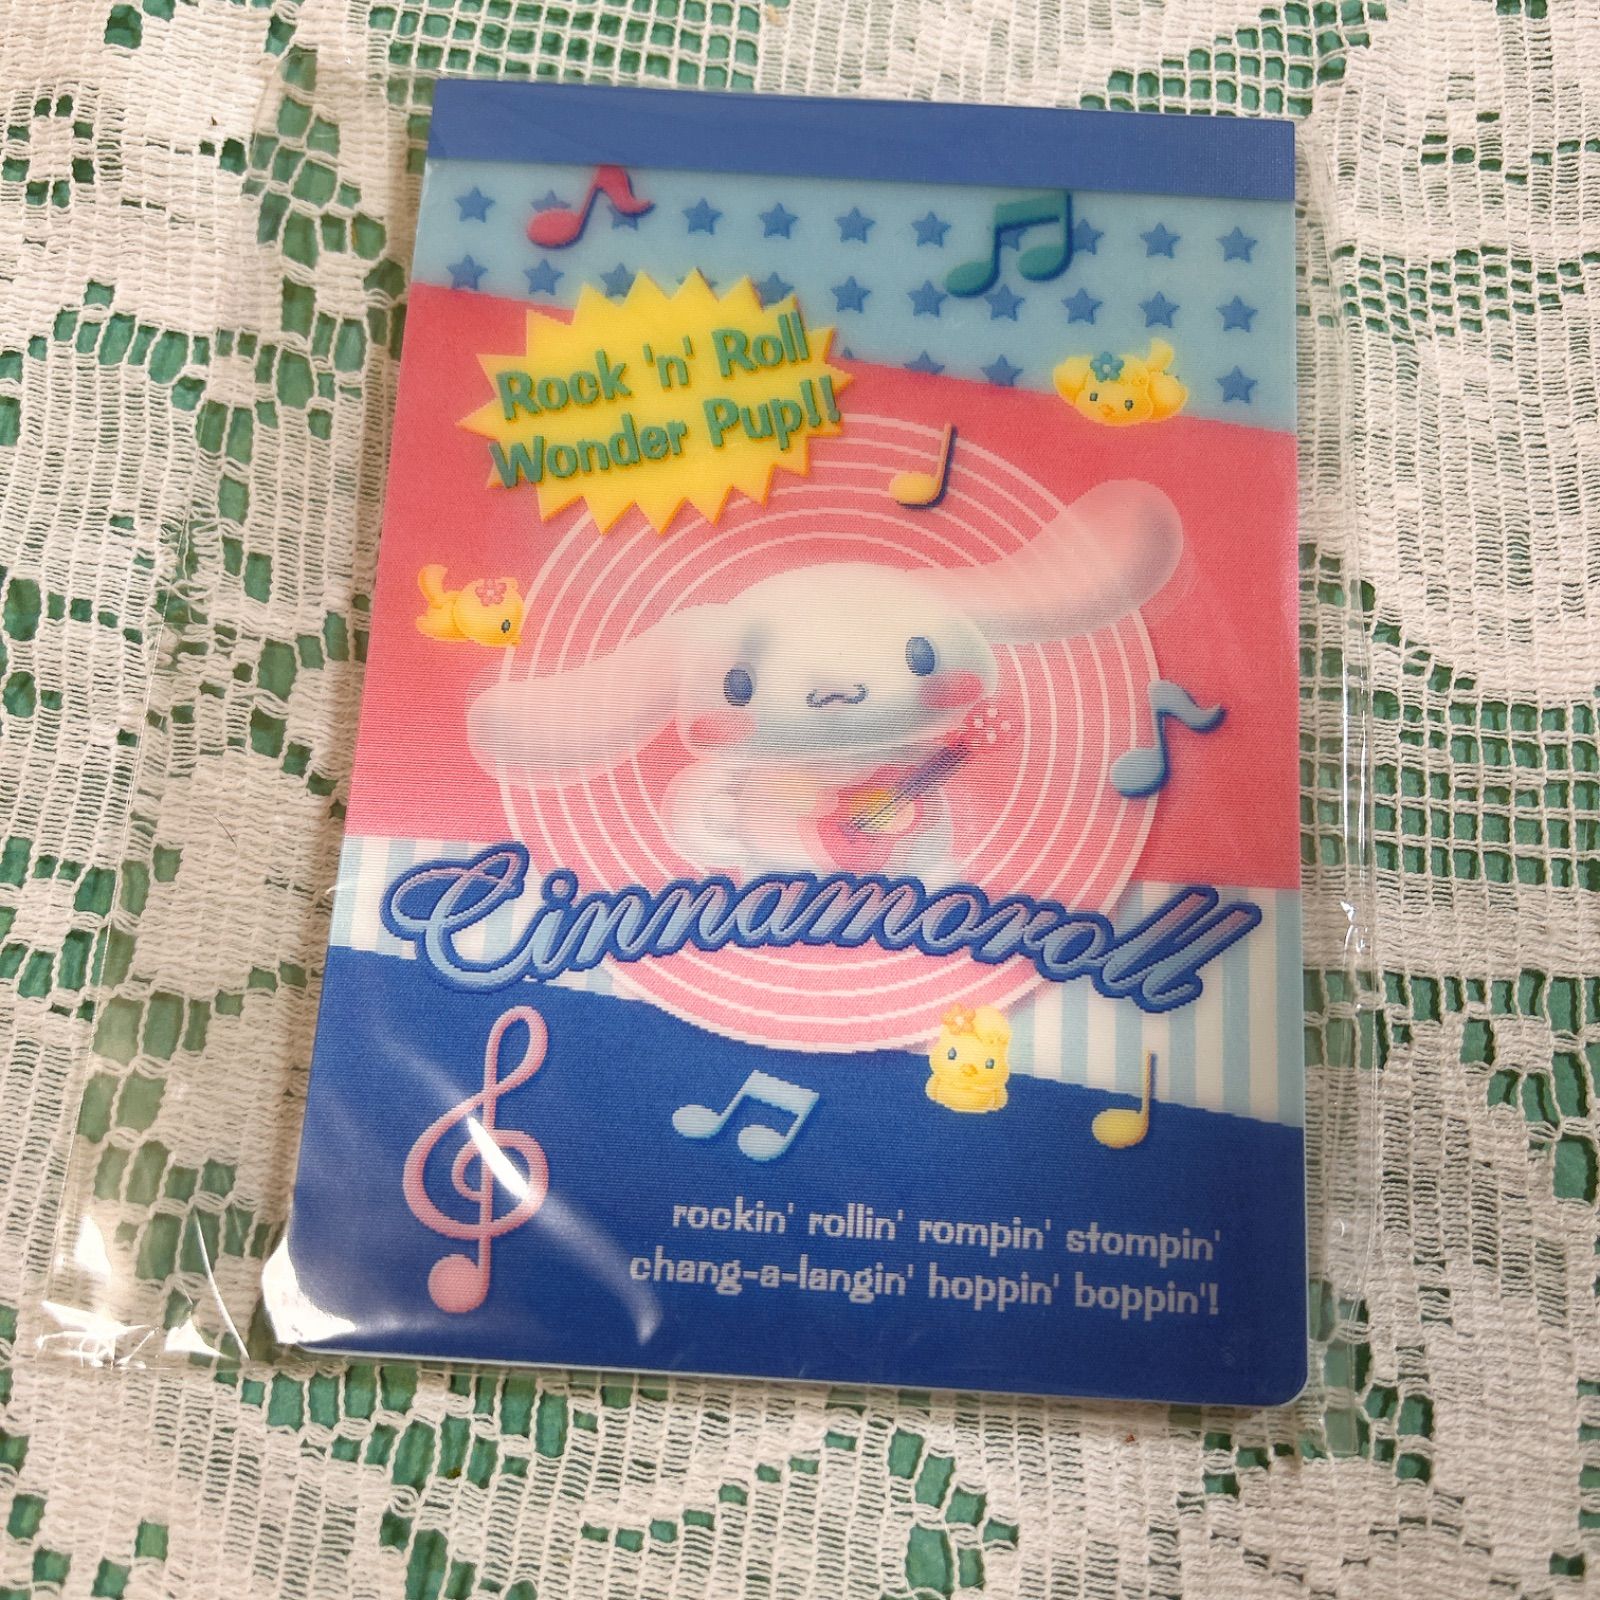 Rock 'n' Roll
Wonder Pup!!
Cinnamoroll
rockin' rollin' rompin' stompin'
chang-a-langin' hoppin' boppin'!